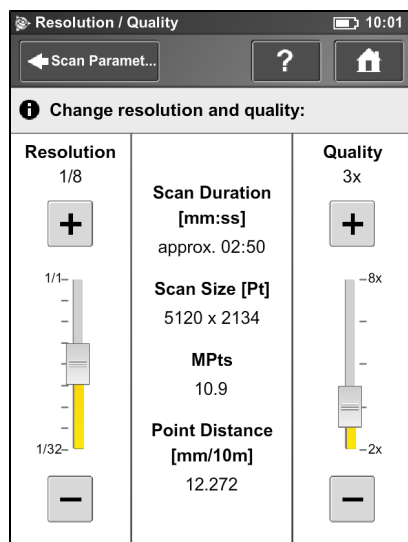 Resolution / Quality 10:01
Scan Paramet... ?
Change resolution and quality:
Resolution
1/8
+
1/1
1/32
−
Scan Duration
[mm:ss]
approx. 02:50
Scan Size [Pt]
5120 x 2134
MPts
10.9
Point Distance
[mm/10m]
12.272
Quality
3x
+
8x
2x
−